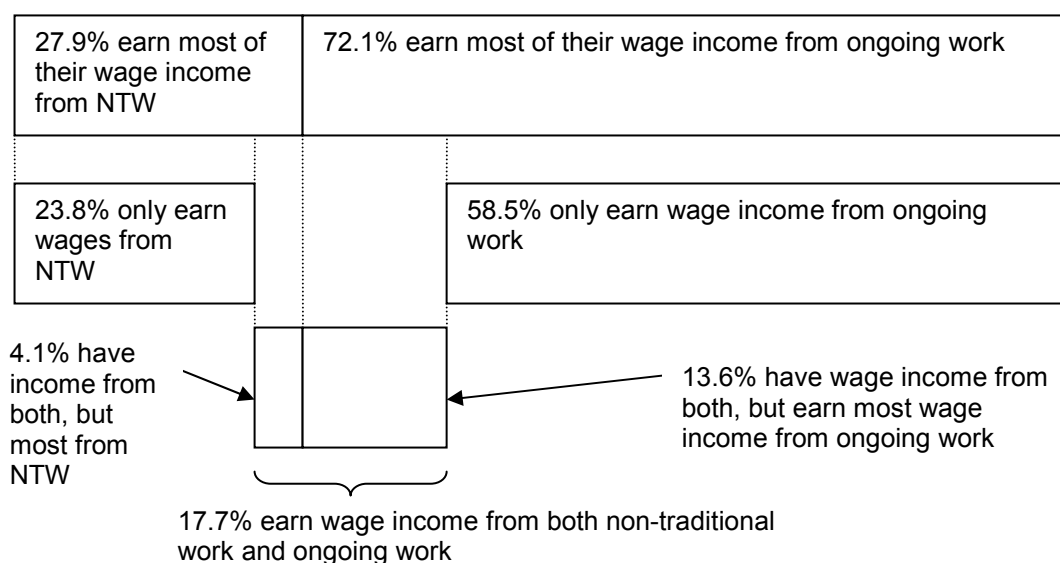 27.9% earn most of
their wage income
from NTW
72.1% earn most of their wage income from ongoing work
23.8% only earn
wages from
NTW
58.5% only earn wage income from ongoing
work
4.1% have
income from
both, but
most from
NTW
13.6% have wage income from
both, but earn most wage
income from ongoing work
17.7% earn wage income from both non-traditional
work and ongoing work